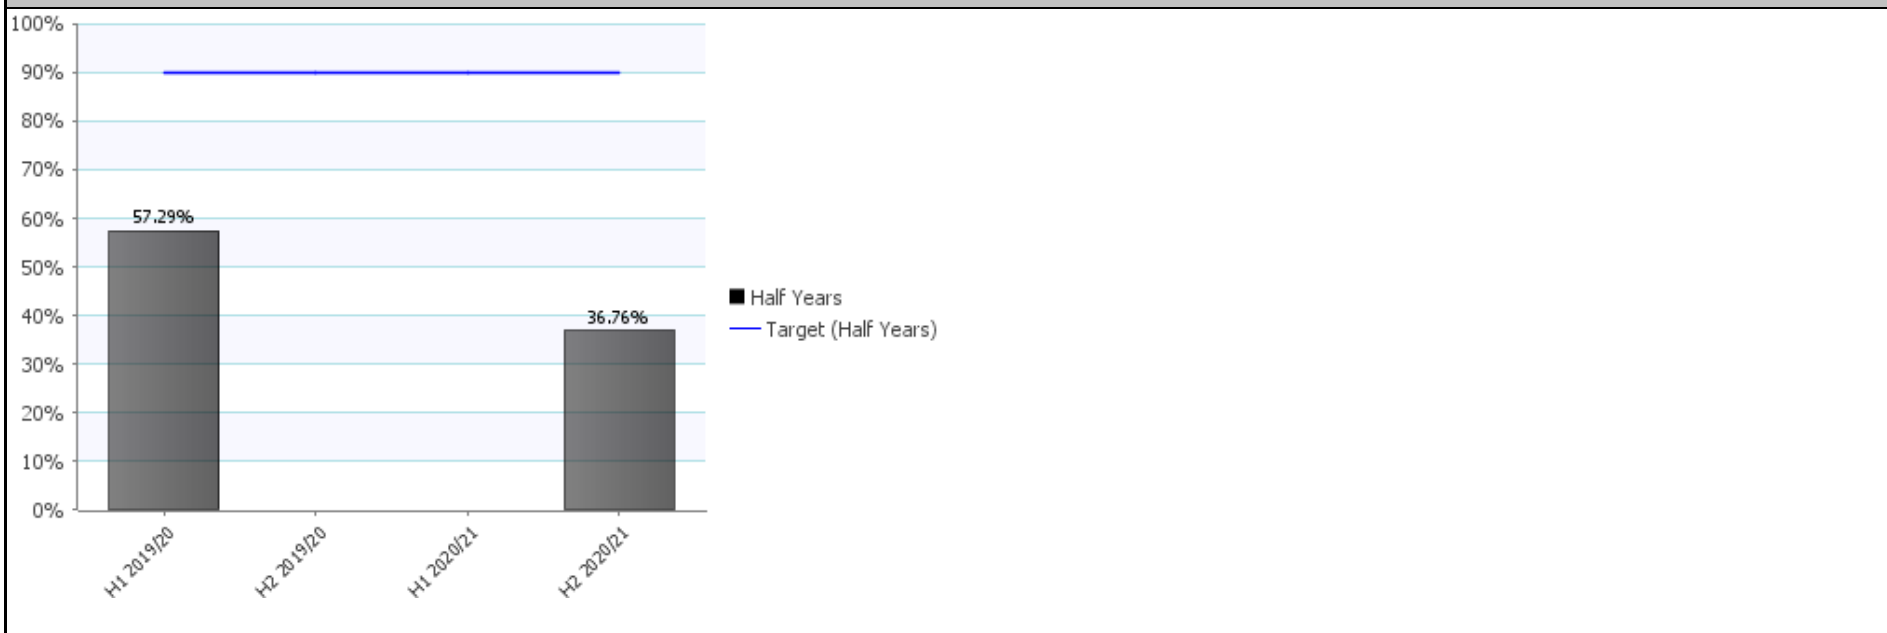 100%
90%
80%
70%
60%
57.29%
50%
40%
36.76%
30%
20%
10%
0%
H1 2019/20
H2 2019/20
H1 2020/21
H2 2020/21
Half Years
Target (Half Years)